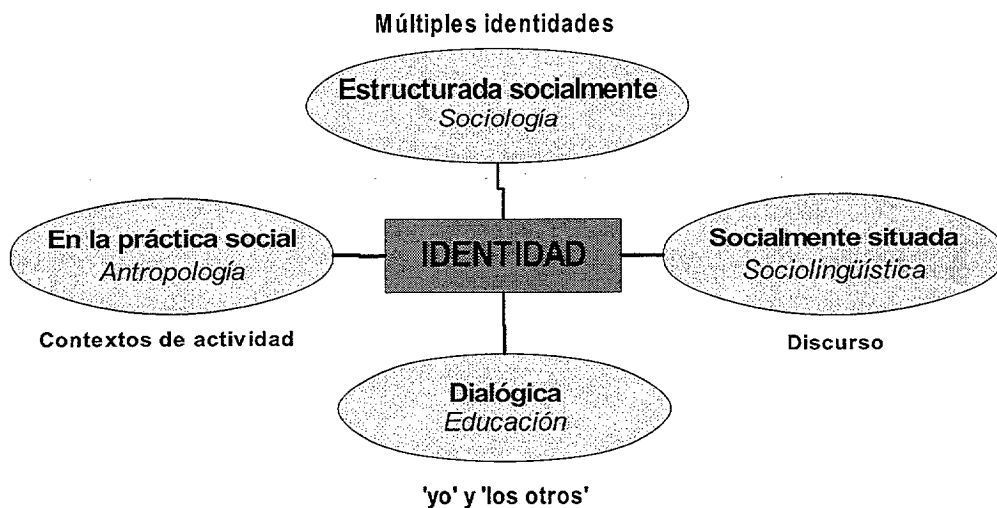 Múltiples identidades
Estructurada socialmente
Sociología
En la práctica social
Antropología
IDENTIDAD
Socialmente situada
Sociolingüística
Contextos de actividad
Discurso
Dialógica
Educación
'yo' y 'los otros'